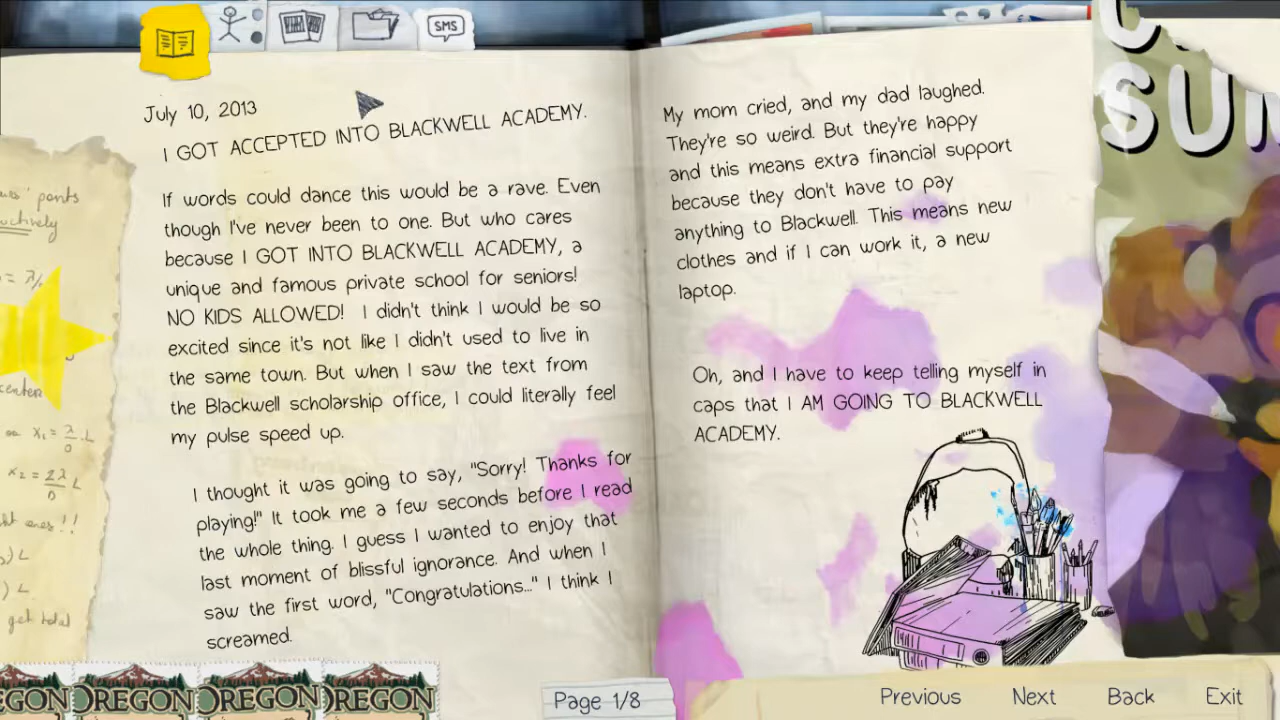 SMS
July 10, 2013
I GOT ACCEPTED INTO BLACKWELL ACADEMY.
If words could dance this would be a rave. Even
though I've never been to one. But who cares
because I GOT INTO BLACKWELL ACADEMY, a
unique and famous private school for seniors!
NO KIDS ALLOWED! I didn't think I would be so
excited since it's not like I didn't used to live in
the same town. But when I saw the text from
the Blackwell scholarship office, I could literally feel
my pulse speed up.
I thought it was going to say, "Sorry! Thanks for
playing!" It took me a few seconds before I read
the whole thing. I guess I wanted to enjoy that
last moment of blissful ignorance. And when I
saw the first word, "Congratulations..." I think I
screamed.
My mom cried, and my dad laughed.
They're so weird. But they're happy
and this means extra financial support
because they don't have to pay
anything to Blackwell. This means new
clothes and if I can work it, a new
laptop.
Oh, and I have to keep telling myself in
caps that I AM GOING TO BLACKWELL
ACADEMY.
pants
get total
SUN
EGON OREGON OREGON OREGON
Page 1/8
Previous Next Back Exit